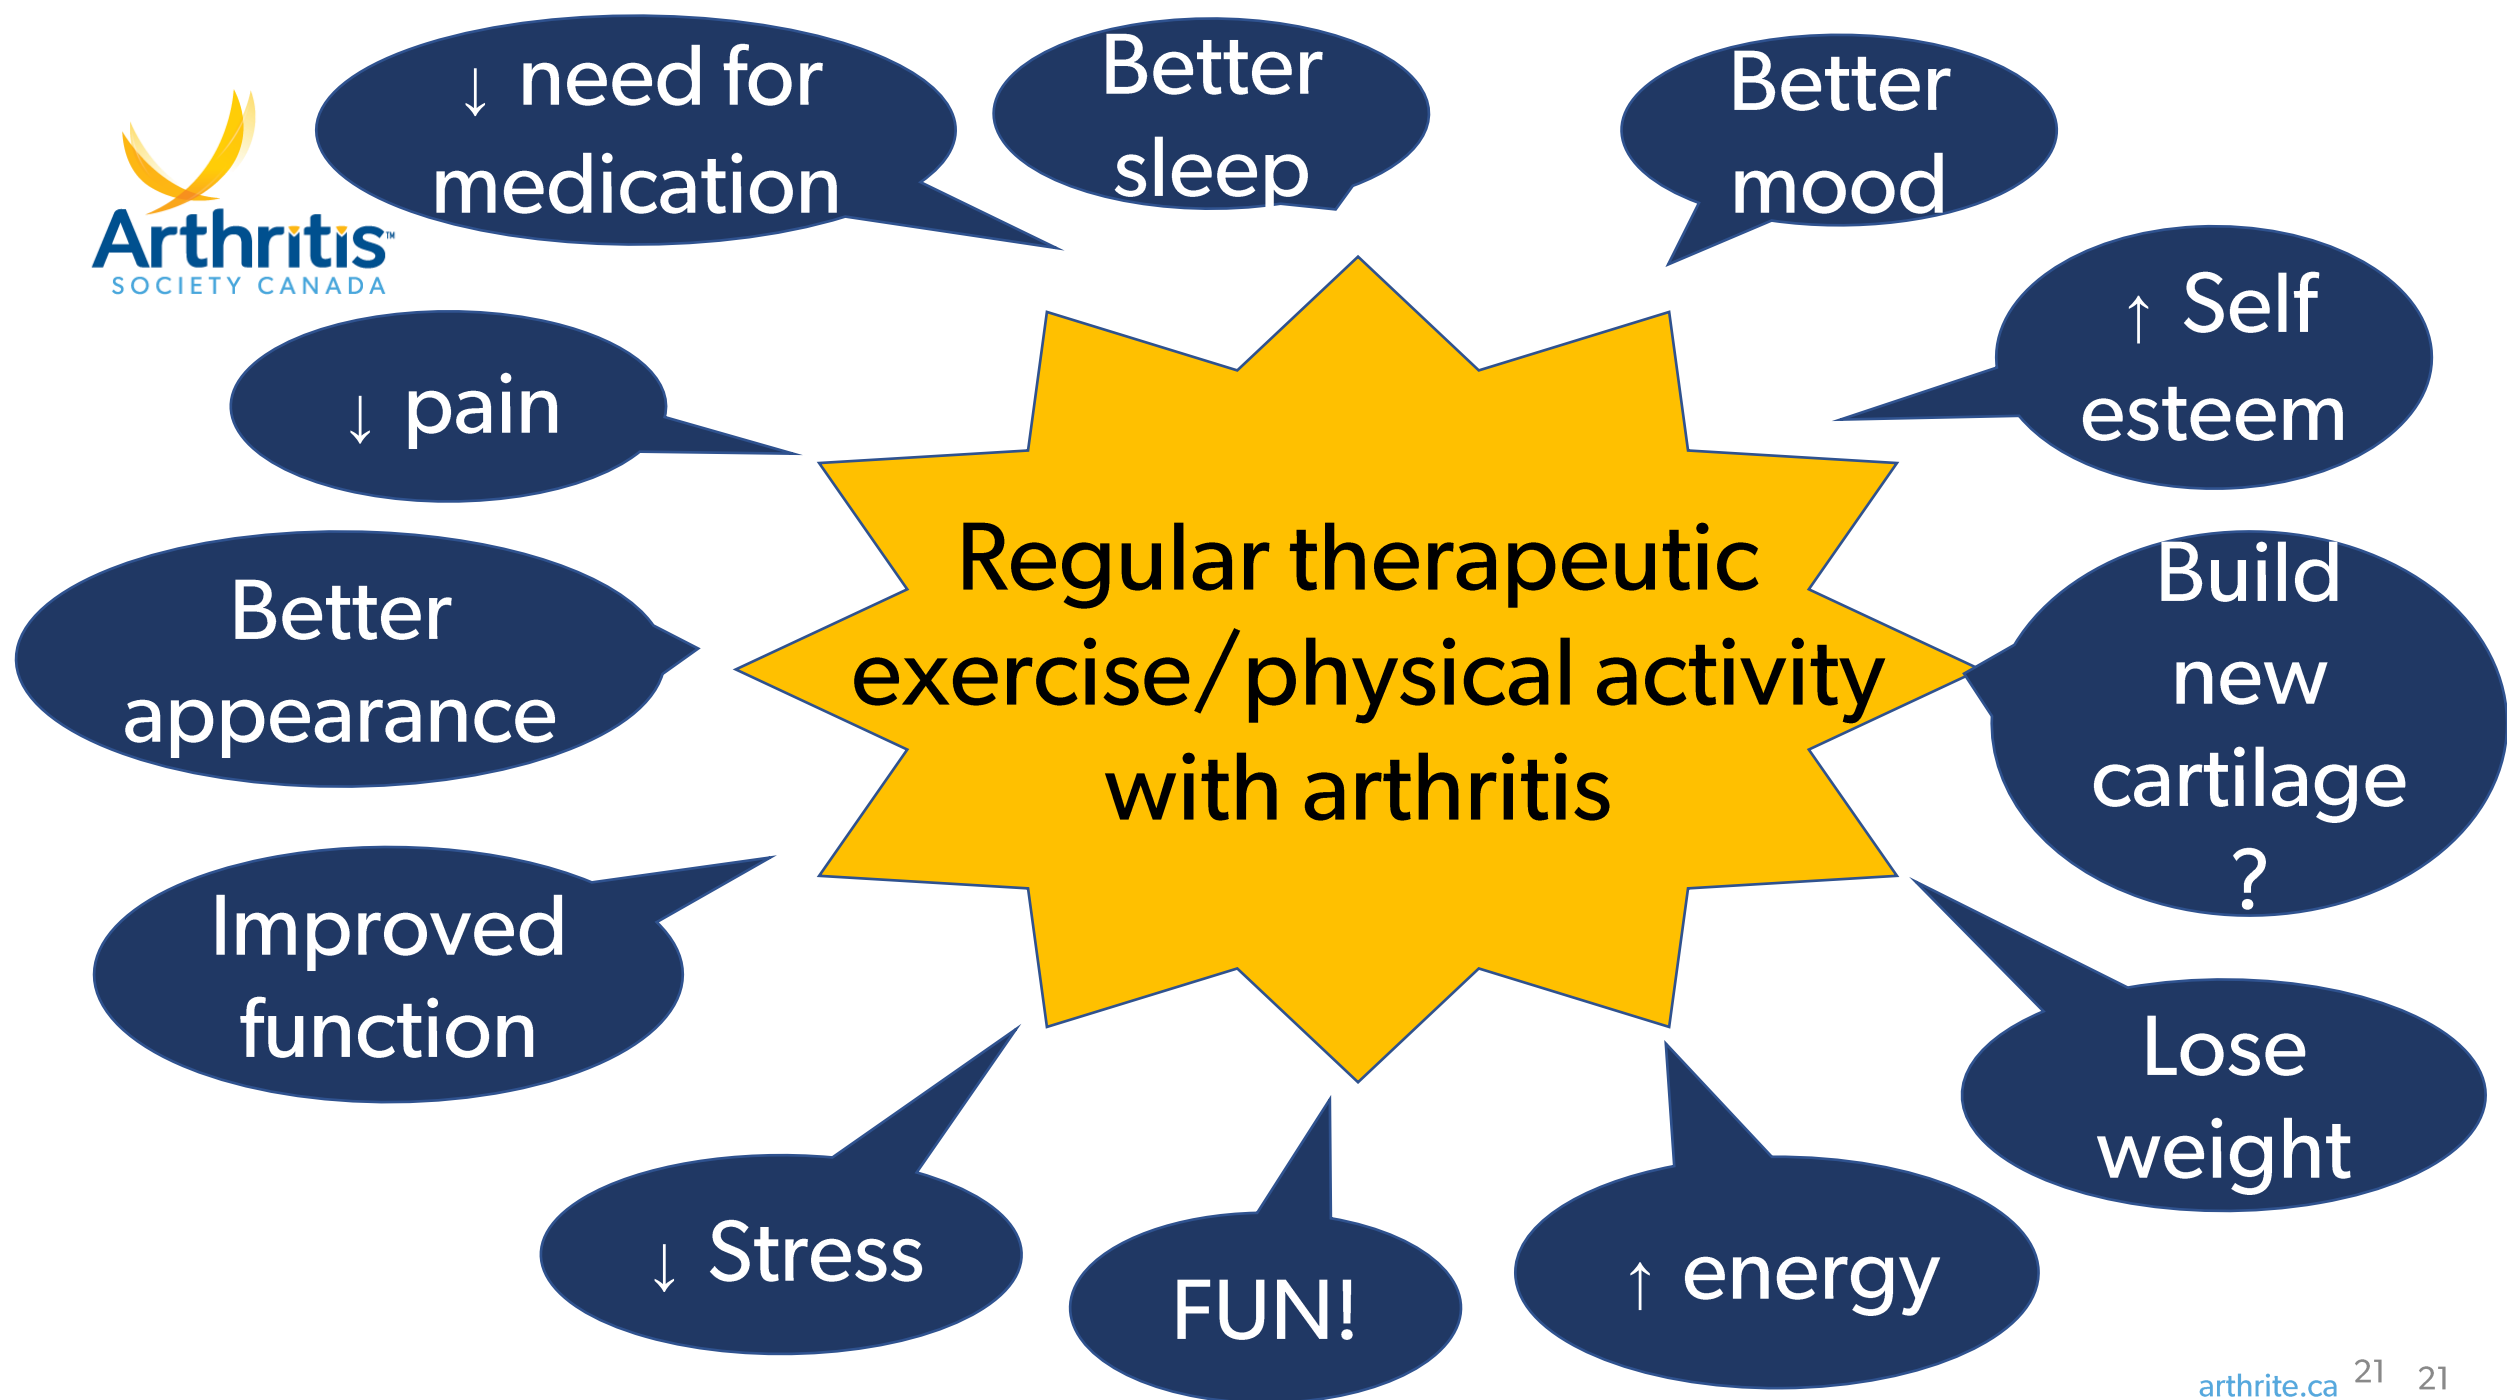 ↓ need for
medication
Better
sleep
Better
mood
Arthritis™
SOCIETY CANADA
↑ Self
esteem
↓ pain
Regular therapeutic
exercise/physical activity
with arthritis
Better
appearance
Build
new
cartilage
?
Improved
function
Lose
weight
↓ Stress
FUN!
↑ energy
arthrite.ca
21
21